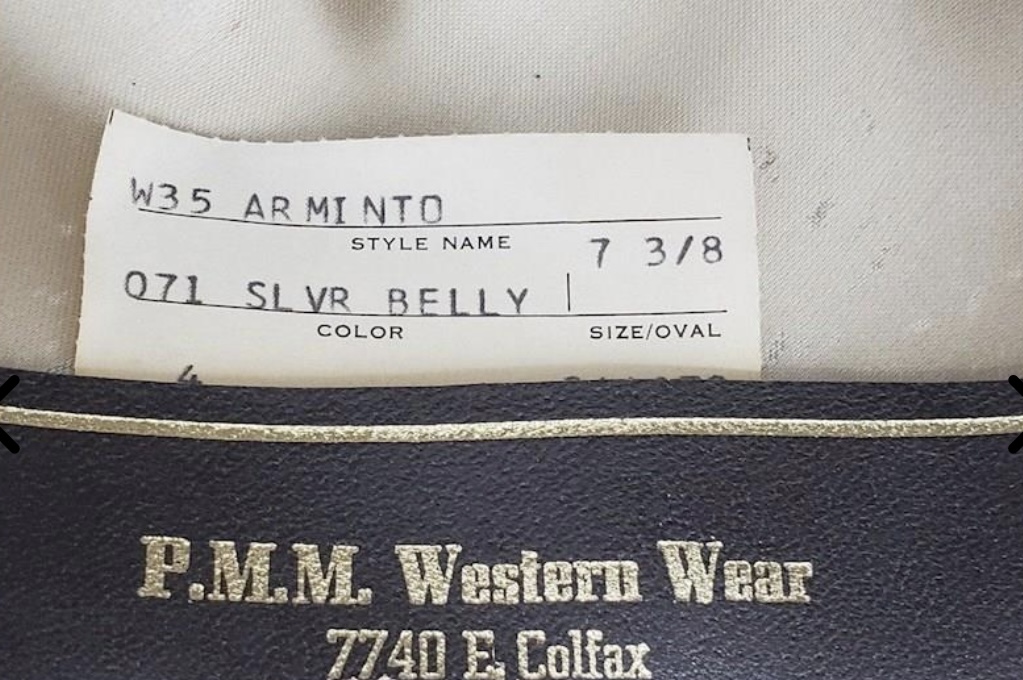 W35 ARMINTO
STYLE NAME
7 3/8
071 SLVR BELLY
COLOR
SIZE/OVAL
P.M.M. Western Wear
7740 E. Colfax